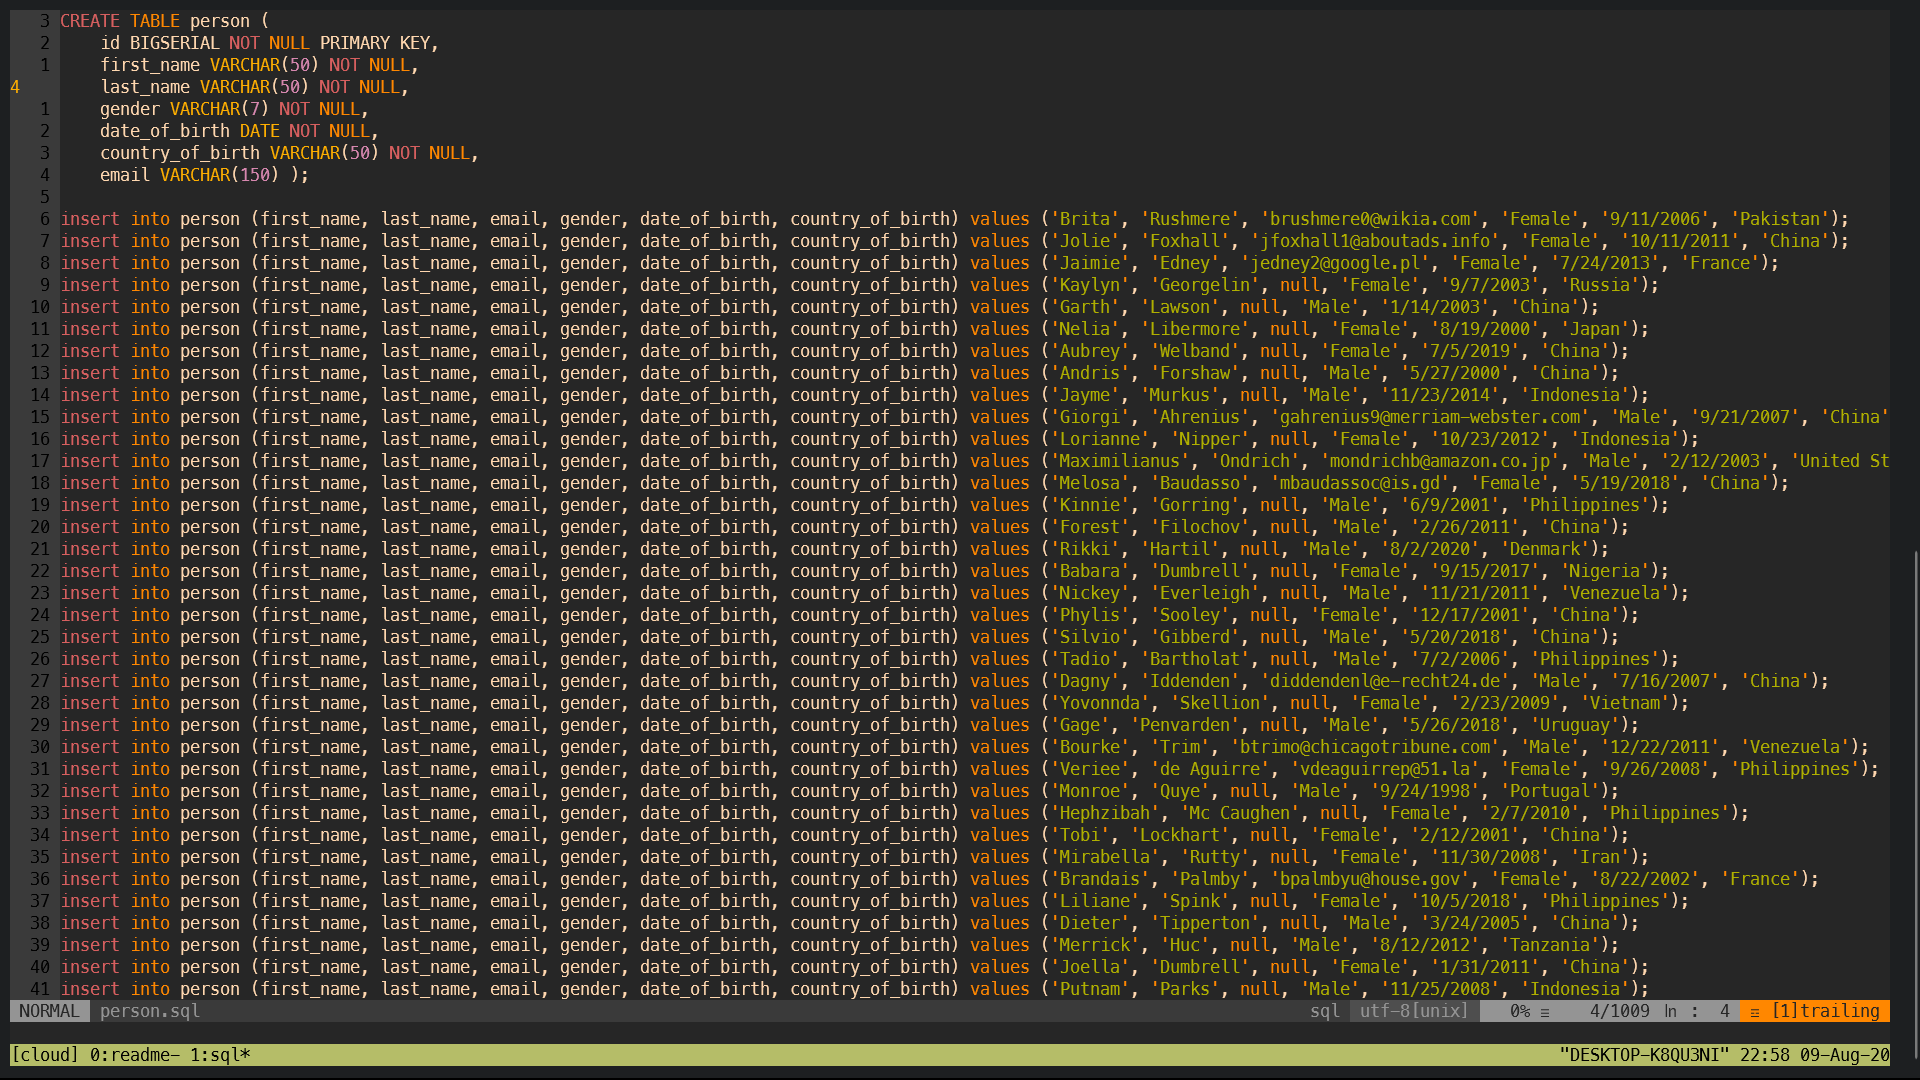 3 CREATE TABLE person (
2     id BIGSERIAL NOT NULL PRIMARY KEY,
1     first_name VARCHAR(50) NOT NULL,
4     last_name VARCHAR(50) NOT NULL,
1     gender VARCHAR(7) NOT NULL,
2     date_of_birth DATE NOT NULL,
3     country_of_birth VARCHAR(50) NOT NULL,
4     email VARCHAR(150) );
5
6 insert into person (first_name, last_name, email, gender, date_of_birth, country_of_birth) values ('Brita', 'Rushmere', 'brushmere0@wikia.com', 'Female', '9/11/2006', 'Pakistan');
7 insert into person (first_name, last_name, email, gender, date_of_birth, country_of_birth) values ('Jolie', 'Foxhall', 'jfoxhall1@aboutads.info', 'Female', '10/11/2011', 'China');
8 insert into person (first_name, last_name, email, gender, date_of_birth, country_of_birth) values ('Jaimie', 'Edney', 'jedney2@google.pl', 'Female', '7/24/2013', 'France');
9 insert into person (first_name, last_name, email, gender, date_of_birth, country_of_birth) values ('Kaylyn', 'Georgelin', null, 'Female', '9/7/2003', 'Russia');
10 insert into person (first_name, last_name, email, gender, date_of_birth, country_of_birth) values ('Garth', 'Lawson', null, 'Male', '1/14/2003', 'China');
11 insert into person (first_name, last_name, email, gender, date_of_birth, country_of_birth) values ('Nelia', 'Libermore', null, 'Female', '8/19/2000', 'Japan');
12 insert into person (first_name, last_name, email, gender, date_of_birth, country_of_birth) values ('Aubrey', 'Welband', null, 'Female', '7/5/2019', 'China');
13 insert into person (first_name, last_name, email, gender, date_of_birth, country_of_birth) values ('Andris', 'Forshaw', null, 'Male', '5/27/2000', 'China');
14 insert into person (first_name, last_name, email, gender, date_of_birth, country_of_birth) values ('Jayme', 'Murkus', null, 'Male', '11/23/2014', 'Indonesia');
15 insert into person (first_name, last_name, email, gender, date_of_birth, country_of_birth) values ('Giorgi', 'Ahrenius', 'gahrenius9@merriam-webster.com', 'Male', '9/21/2007', 'China'
16 insert into person (first_name, last_name, email, gender, date_of_birth, country_of_birth) values ('Lorianne', 'Nipper', null, 'Female', '10/23/2012', 'Indonesia');
17 insert into person (first_name, last_name, email, gender, date_of_birth, country_of_birth) values ('Maximilianus', 'Ondrich', 'mondrichb@amazon.co.jp', 'Male', '2/12/2003', 'United St
18 insert into person (first_name, last_name, email, gender, date_of_birth, country_of_birth) values ('Melosa', 'Baudasso', 'mbaudassoc@is.gd', 'Female', '5/19/2018', 'China');
19 insert into person (first_name, last_name, email, gender, date_of_birth, country_of_birth) values ('Kinnie', 'Gorring', null, 'Male', '6/9/2001', 'Philippines');
20 insert into person (first_name, last_name, email, gender, date_of_birth, country_of_birth) values ('Forest', 'Filochov', null, 'Male', '2/26/2011', 'China');
21 insert into person (first_name, last_name, email, gender, date_of_birth, country_of_birth) values ('Rikki', 'Hartil', null, 'Male', '8/2/2020', 'Denmark');
22 insert into person (first_name, last_name, email, gender, date_of_birth, country_of_birth) values ('Babara', 'Dumbrell', null, 'Female', '9/15/2017', 'Nigeria');
23 insert into person (first_name, last_name, email, gender, date_of_birth, country_of_birth) values ('Nickey', 'Everleigh', null, 'Male', '11/21/2011', 'Venezuela');
24 insert into person (first_name, last_name, email, gender, date_of_birth, country_of_birth) values ('Phylis', 'Sooley', null, 'Female', '12/17/2001', 'China');
25 insert into person (first_name, last_name, email, gender, date_of_birth, country_of_birth) values ('Silvio', 'Gibberd', null, 'Male', '5/20/2018', 'China');
26 insert into person (first_name, last_name, email, gender, date_of_birth, country_of_birth) values ('Tadio', 'Bartholat', null, 'Male', '7/2/2006', 'Philippines');
27 insert into person (first_name, last_name, email, gender, date_of_birth, country_of_birth) values ('Dagny', 'Iddenden', 'diddendenl@e-recht24.de', 'Male', '7/16/2007', 'China');
28 insert into person (first_name, last_name, email, gender, date_of_birth, country_of_birth) values ('Yovonnda', 'Skellion', null, 'Female', '2/23/2009', 'Vietnam');
29 insert into person (first_name, last_name, email, gender, date_of_birth, country_of_birth) values ('Gage', 'Penvarden', null, 'Male', '5/26/2018', 'Uruguay');
30 insert into person (first_name, last_name, email, gender, date_of_birth, country_of_birth) values ('Bourke', 'Trim', 'btrimo@chicagotribune.com', 'Male', '12/22/2011', 'Venezuela');
31 insert into person (first_name, last_name, email, gender, date_of_birth, country_of_birth) values ('Veriee', 'de Aguirre', 'vdeaguirrep@51.la', 'Female', '9/26/2008', 'Philippines');
32 insert into person (first_name, last_name, email, gender, date_of_birth, country_of_birth) values ('Monroe', 'Quye', null, 'Male', '9/24/1998', 'Portugal');
33 insert into person (first_name, last_name, email, gender, date_of_birth, country_of_birth) values ('Hephzibah', 'Mc Caughen', null, 'Female', '2/7/2010', 'Philippines');
34 insert into person (first_name, last_name, email, gender, date_of_birth, country_of_birth) values ('Tobi', 'Lockhart', null, 'Female', '2/12/2001', 'China');
35 insert into person (first_name, last_name, email, gender, date_of_birth, country_of_birth) values ('Mirabella', 'Rutty', null, 'Female', '11/30/2008', 'Iran');
36 insert into person (first_name, last_name, email, gender, date_of_birth, country_of_birth) values ('Brandais', 'Palmby', 'bpalmbyu@house.gov', 'Female', '8/22/2002', 'France');
37 insert into person (first_name, last_name, email, gender, date_of_birth, country_of_birth) values ('Liliane', 'Spink', null, 'Female', '10/5/2018', 'Philippines');
38 insert into person (first_name, last_name, email, gender, date_of_birth, country_of_birth) values ('Dieter', 'Tipperton', null, 'Male', '3/24/2005', 'China');
39 insert into person (first_name, last_name, email, gender, date_of_birth, country_of_birth) values ('Merrick', 'Huc', null, 'Male', '8/12/2012', 'Tanzania');
40 insert into person (first_name, last_name, email, gender, date_of_birth, country_of_birth) values ('Joella', 'Dumbrell', null, 'Female', '1/31/2011', 'China');
41 insert into person (first_name, last_name, email, gender, date_of_birth, country_of_birth) values ('Putnam', 'Parks', null, 'Male', '11/25/2008', 'Indonesia');
NORMAL person.sql sql utf-8[unix] 0% ☰ 4/1009 ㏑ : 4 ☲ [1]trailing
[cloud] 0:readme- 1:sql* "DESKTOP-K8QU3NI" 22:58 09-Aug-20